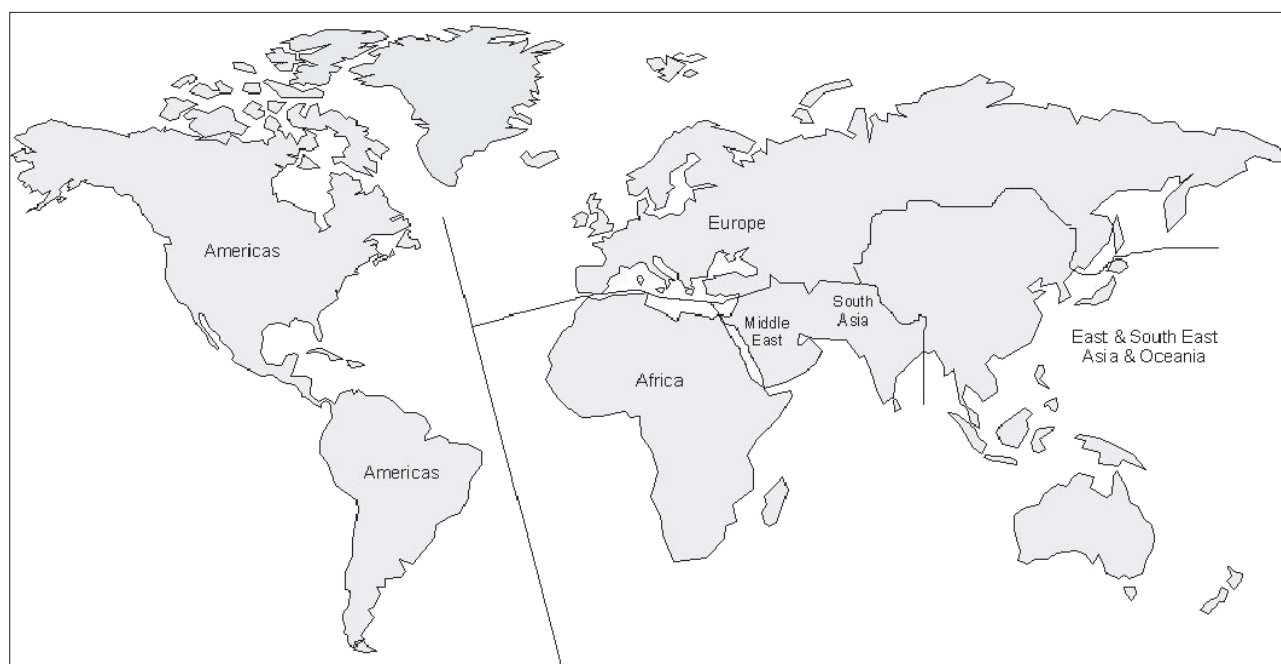 Americas
Europe
South
Asia
Middle
East
East & South East
Asia & Oceania
Africa
Americas